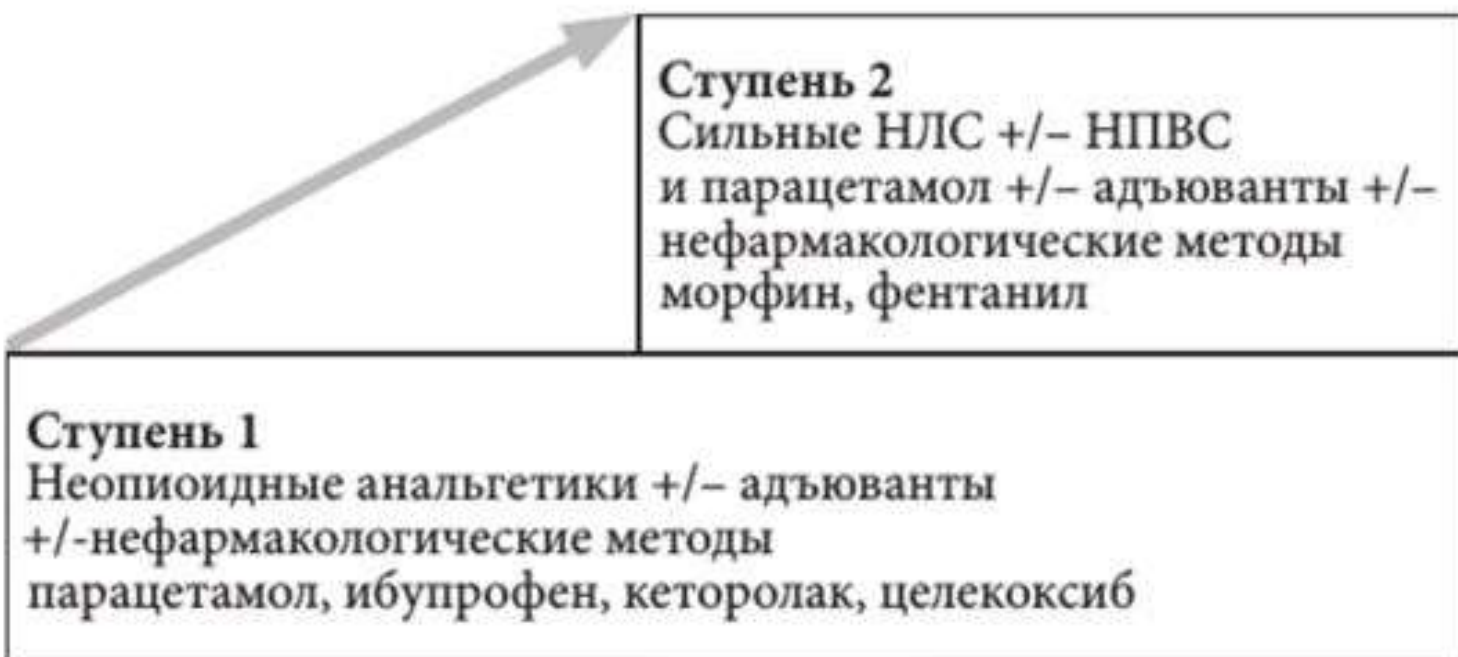 Ступень 2
Сильные НЛС +/– НПВС
и парацетамол +/– адъюванты +/–
нефармакологические методы
морфин, фентанил
Ступень 1
Неопиоидные анальгетики +/– адъюванты
+/-нефармакологические методы
парацетамол, ибупрофен, кеторолак, целекоксиб